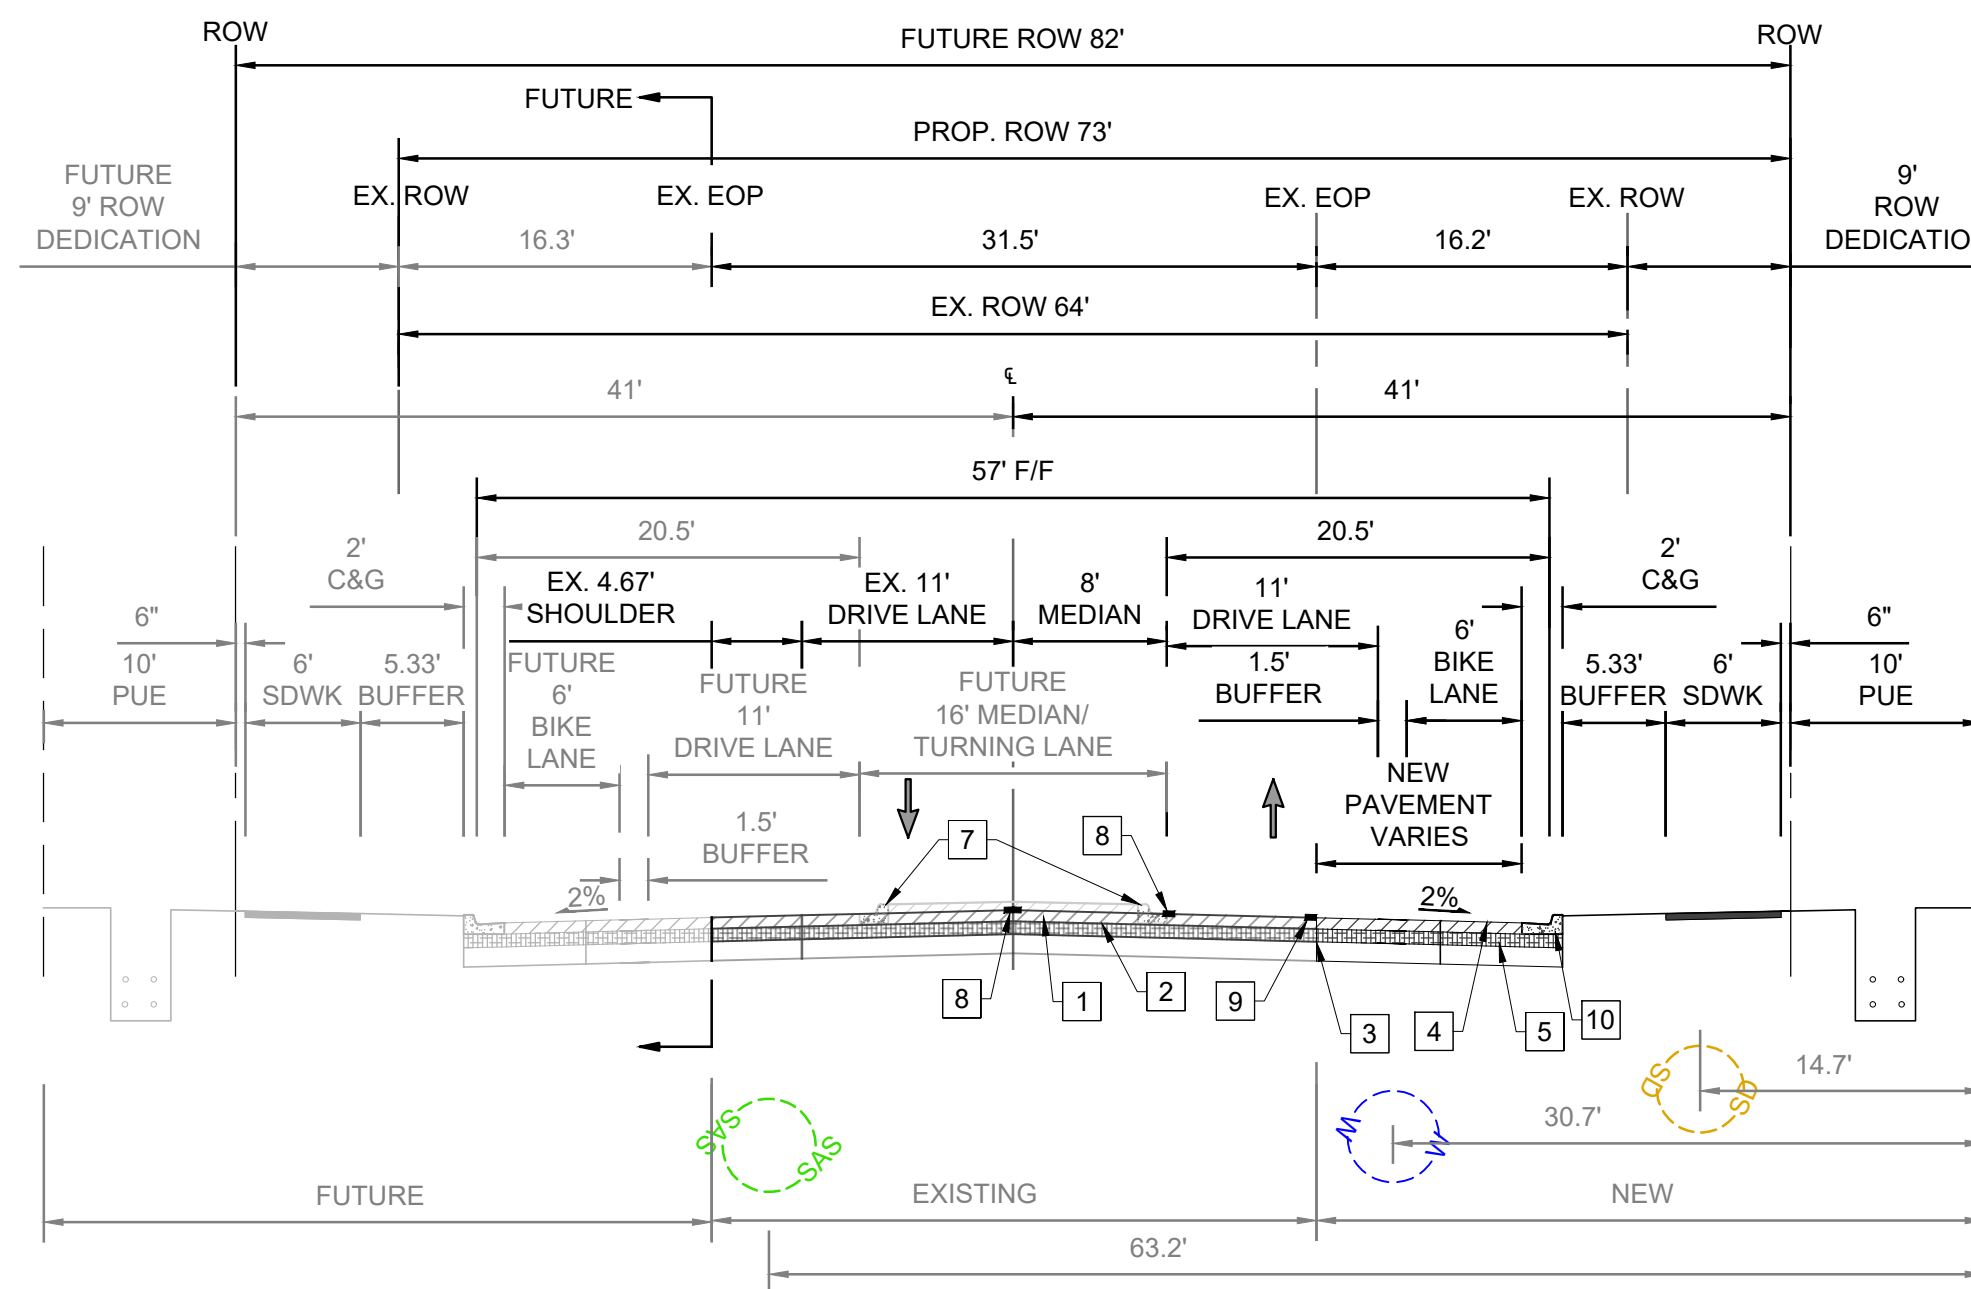 ROW
FUTURE ROW 82'
ROW
FUTURE
PROP. ROW 73'
FUTURE
9' ROW
DEDICATION
EX. ROW
EX. EOP
EX. EOP
EX. ROW
9'
ROW
DEDICATIO
16.3'
31.5'
16.2'
EX. ROW 64'
41'
℄
41'
57' F/F
20.5'
20.5'
2'
C&G
EX. 4.67'
SHOULDER
EX. 11'
DRIVE LANE
8'
MEDIAN
11'
DRIVE LANE
2'
C&G
6"
10'
PUE
6'
SDWK
5.33'
BUFFER
FUTURE
6'
BIKE
LANE
FUTURE
11'
DRIVE LANE
FUTURE
16' MEDIAN/
TURNING LANE
1.5'
BUFFER
6'
BIKE
LANE
5.33'
BUFFER
6'
SDWK
6"
10'
PUE
1.5'
BUFFER
NEW
PAVEMENT
VARIES
7
8
2%
2%
8
1
2
9
3
4
5
10
SAS
SAS
W
W
SD
SD
14.7'
30.7'
FUTURE
EXISTING
NEW
63.2'